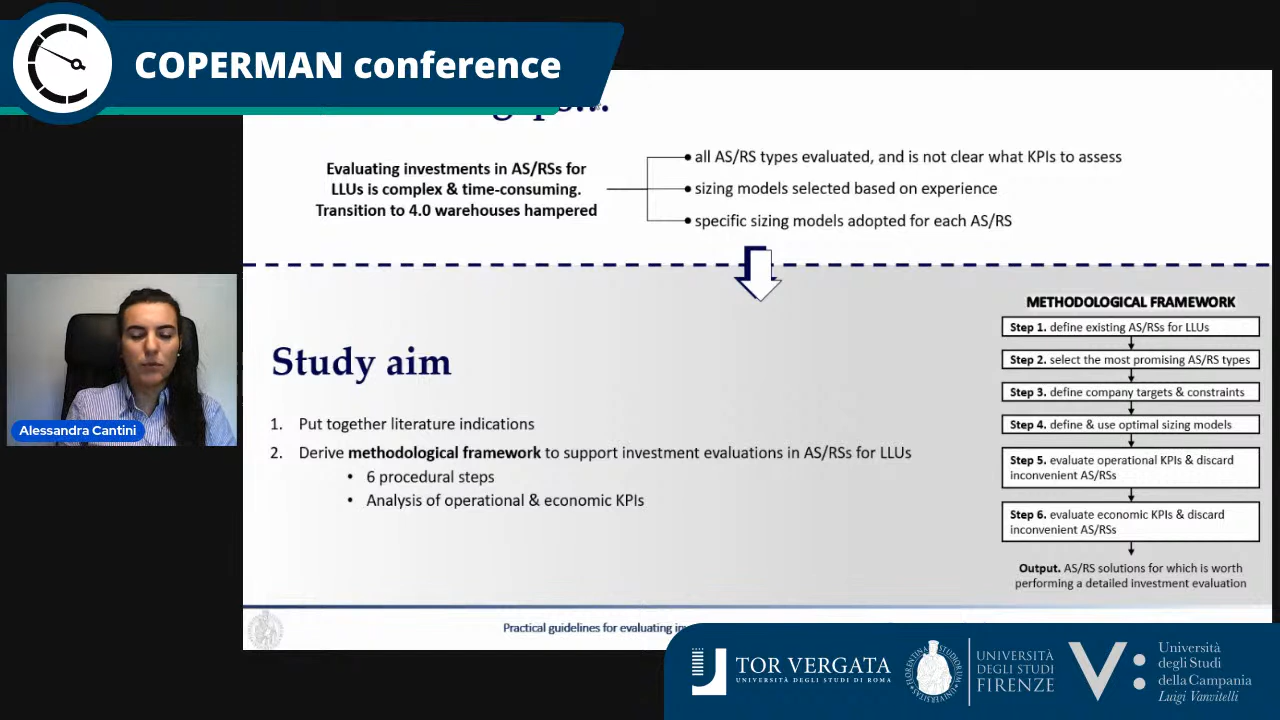 COPERMAN conference
Evaluating investments in AS/RSs for
LLUs is complex & time-consuming.
Transition to 4.0 warehouses hampered
all AS/RS types evaluated, and is not clear what KPIs to assess
sizing models selected based on experience
specific sizing models adopted for each AS/RS
METHODOLOGICAL FRAMEWORK
Step 1. define existing AS/RSs for LLUs
Step 2. select the most promising AS/RS types
Step 3. define company targets & constraints
Step 4. define & use optimal sizing models
Step 5. evaluate operational KPIs & discard
inconvenient AS/RSs
Step 6. evaluate economic KPIs & discard
inconvenient AS/RSs
Output. AS/RS solutions for which is worth
performing a detailed investment evaluation
Study aim
1. Put together literature indications
2. Derive methodological framework to support investment evaluations in AS/RSs for LLUs
• 6 procedural steps
• Analysis of operational & economic KPIs
Alessandra Cantini
Practical guidelines for evaluating
TOR VERGATA
UNIVERSITÀ DEGLI STUDI DI ROMA
UNIVERSITÀ
DEGLI STUDI
FIRENZE
Università
degli Studi
della Campania
Luigi Vanvitelli